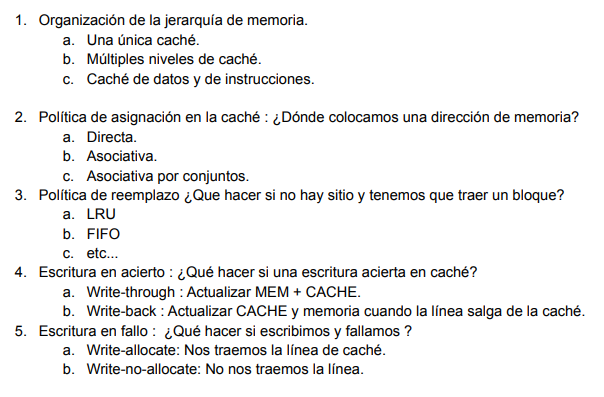 1. Organización de la jerarquía de memoria.
a. Una única caché.
b. Múltiples niveles de caché.
c. Caché de datos y de instrucciones.
2. Política de asignación en la caché : ¿Dónde colocamos una dirección de memoria?
a. Directa.
b. Asociativa.
c. Asociativa por conjuntos.
3. Política de reemplazo ¿Que hacer si no hay sitio y tenemos que traer un bloque?
a. LRU
b. FIFO
c. etc...
4. Escritura en acierto : ¿Qué hacer si una escritura acierta en caché?
a. Write-through : Actualizar MEM + CACHE.
b. Write-back : Actualizar CACHE y memoria cuando la línea salga de la caché.
5. Escritura en fallo : ¿Qué hacer si escribimos y fallamos ?
a. Write-allocate: Nos traemos la línea de caché.
b. Write-no-allocate: No nos traemos la línea.